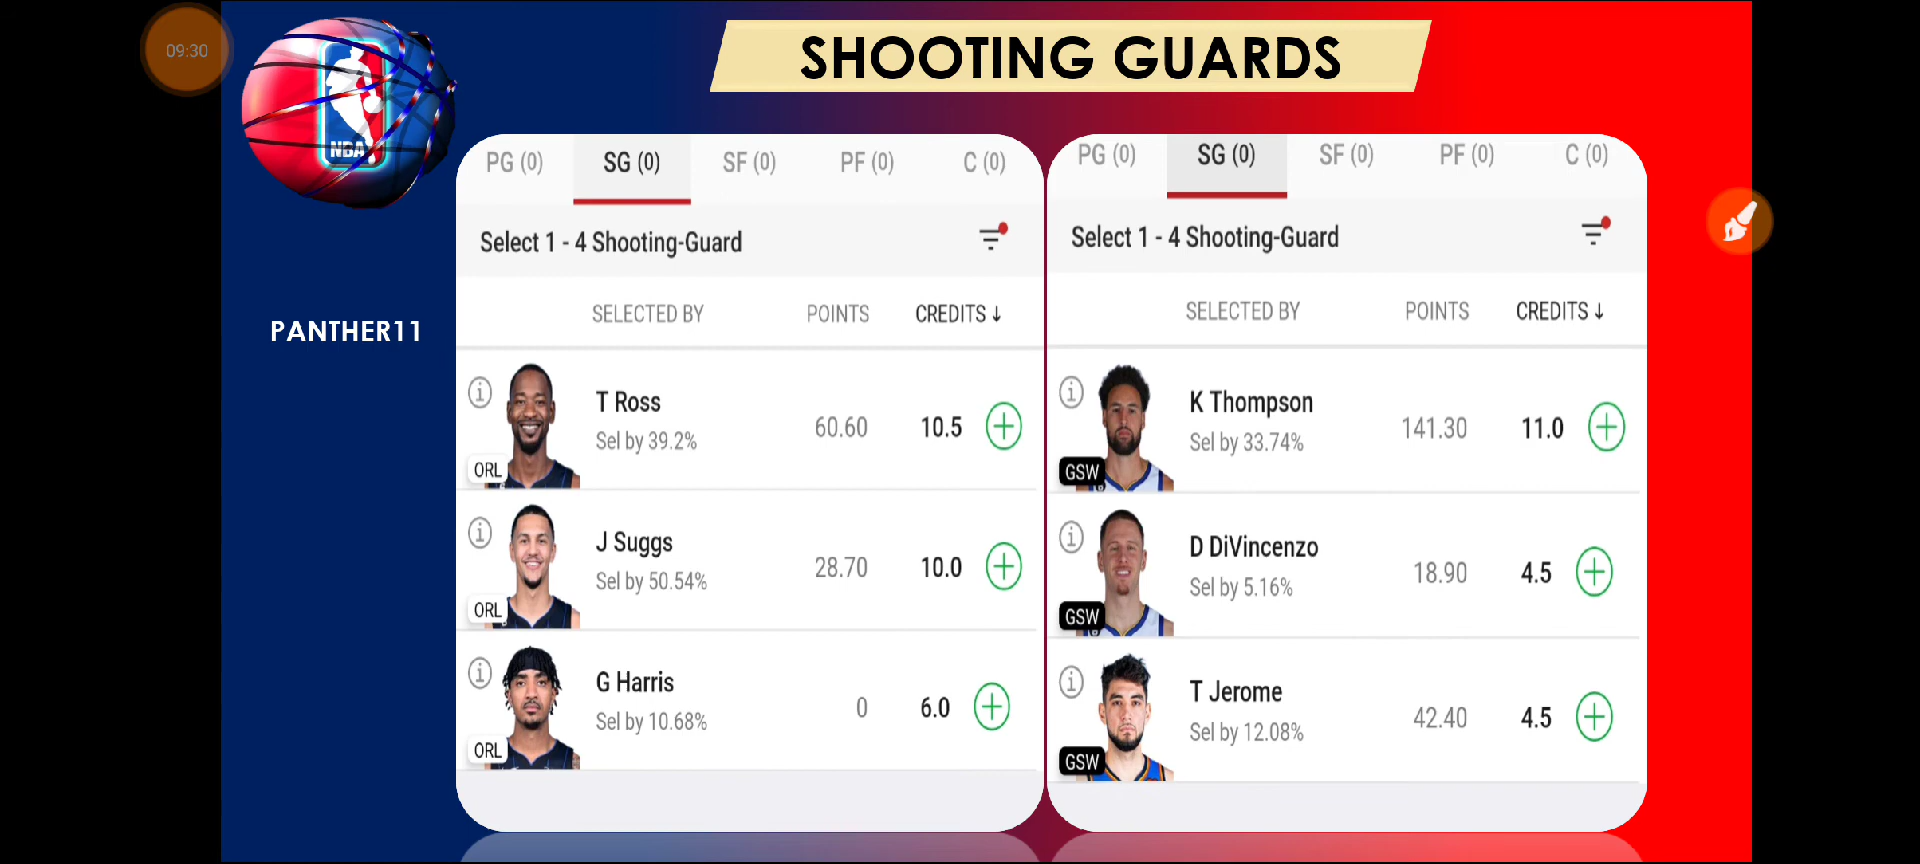 09:30
NBA
SHOOTING GUARDS
PANTHER11
PG (0) SG (0) SF (0) PF (0) C (0)
Select 1 - 4 Shooting-Guard
SELECTED BY POINTS CREDITS ↓
T Ross
Sel by 39.2% 60.60 10.5
ORL
J Suggs
Sel by 50.54% 28.70 10.0
ORL
G Harris
Sel by 10.68% 0 6.0
ORL
PG (0) SG (0) SF (0) PF (0) C (0)
Select 1 - 4 Shooting-Guard
SELECTED BY POINTS CREDITS ↓
K Thompson
Sel by 33.74% 141.30 11.0
GSW
D DiVincenzo
Sel by 5.16% 18.90 4.5
GSW
T Jerome
Sel by 12.08% 42.40 4.5
GSW